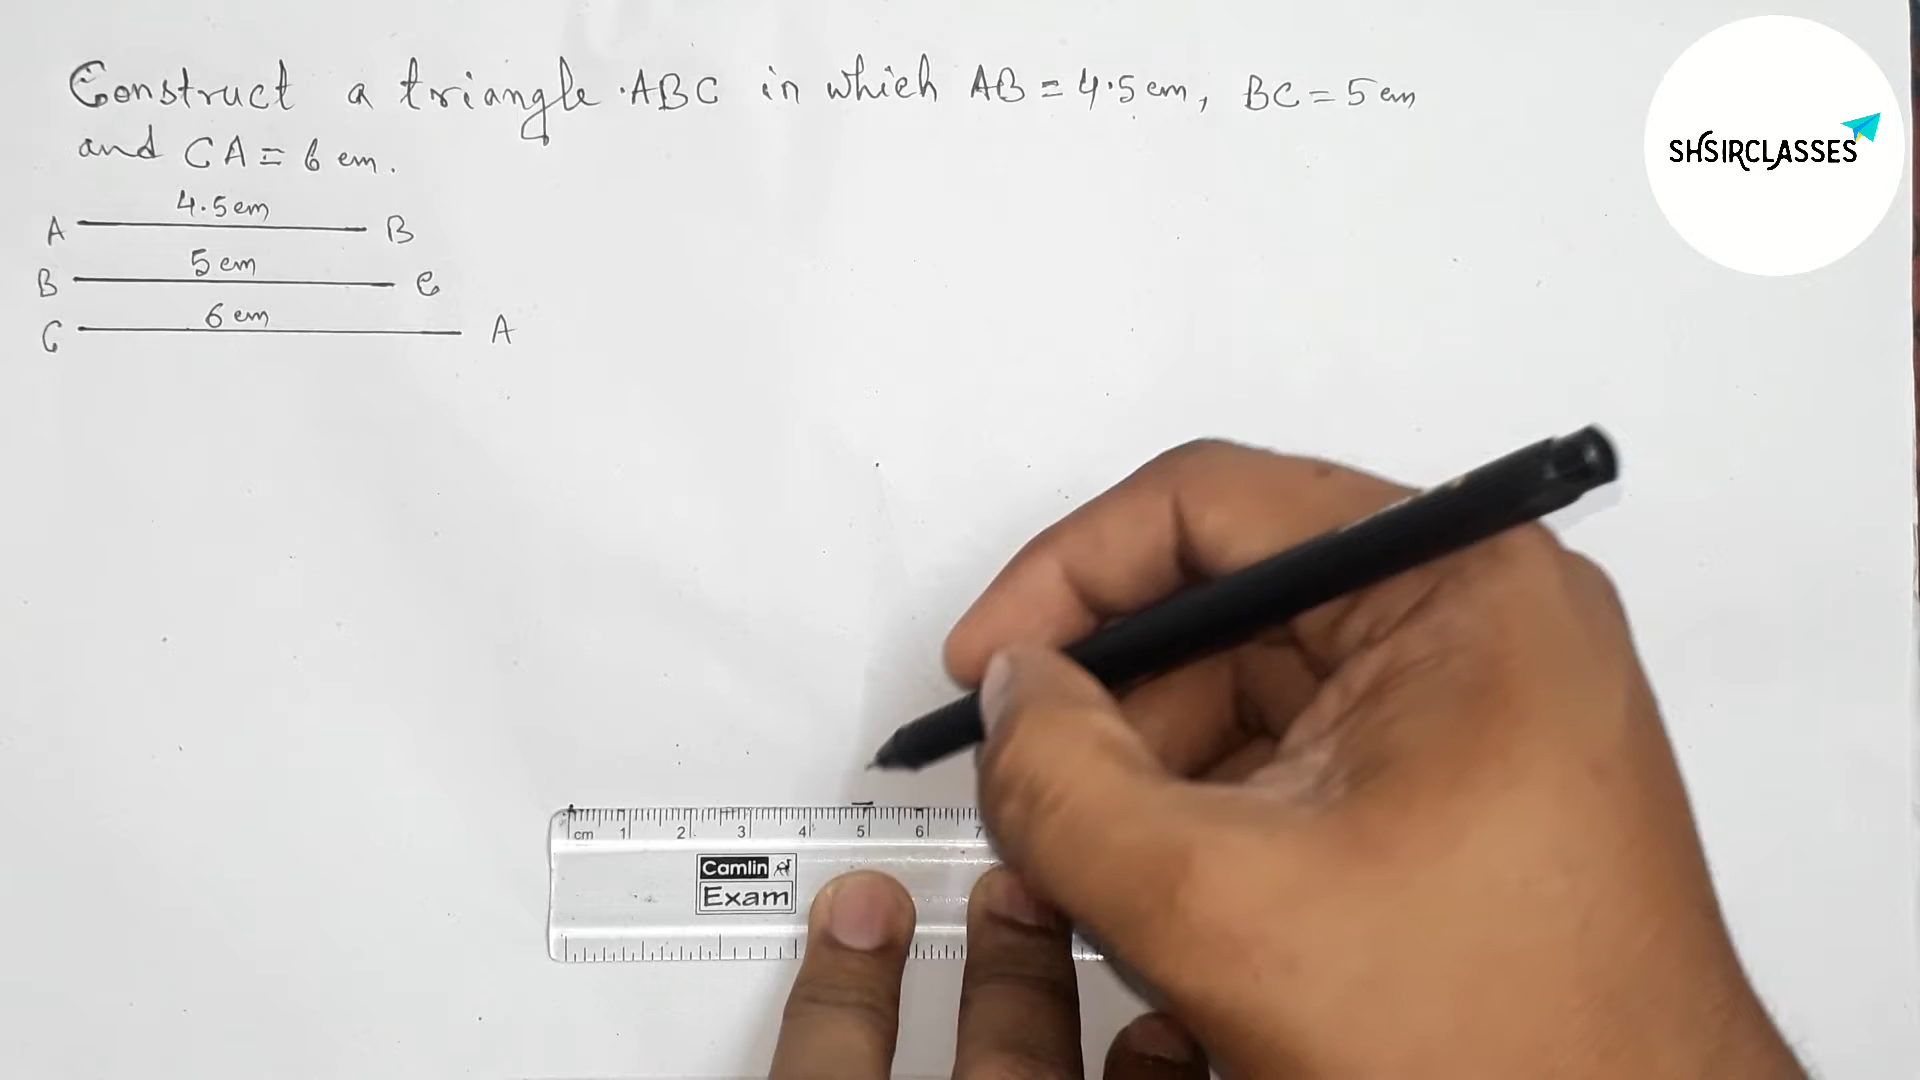 Construct a triangle ABC in which AB = 4.5 cm, BC = 5 cm
and CA = 6 cm.
4.5 cm
A B
5 cm
B C
6 cm
C A
SHSIRCLASSES
cm 1 2 3 4 5 6 7
Camlin
Exam